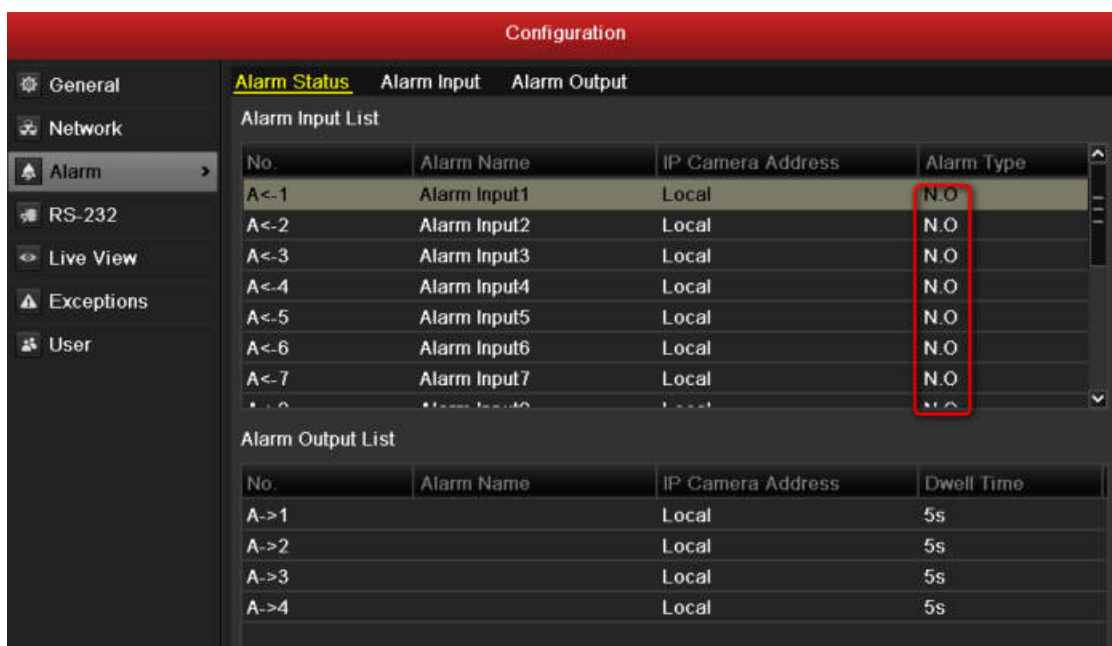 Configuration
General
Network
Alarm
RS-232
Live View
Exceptions
User
Alarm Status Alarm Input Alarm Output
Alarm Input List
No. Alarm Name IP Camera Address Alarm Type
A<-1 Alarm Input1 Local N.O
A<-2 Alarm Input2 Local N.O
A<-3 Alarm Input3 Local N.O
A<-4 Alarm Input4 Local N.O
A<-5 Alarm Input5 Local N.O
A<-6 Alarm Input6 Local N.O
A<-7 Alarm Input7 Local N.O
Alarm Output List
No. Alarm Name IP Camera Address Dwell Time
A->1 Local 5s
A->2 Local 5s
A->3 Local 5s
A->4 Local 5s